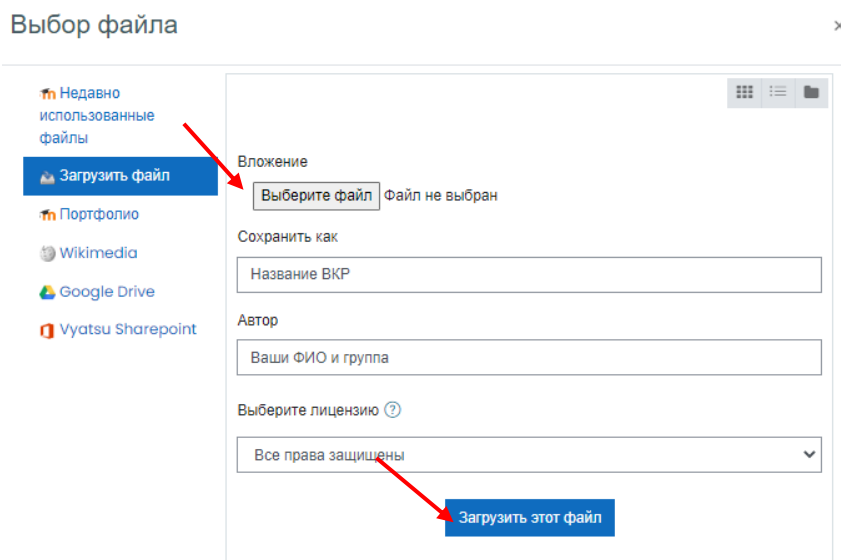 Выбор файла
×
Недавно
использованные
файлы
Загрузить файл
Портфолио
Wikimedia
Google Drive
Vyatsu Sharepoint
Вложение
Выберите файл Файл не выбран
Сохранить как
Название ВКР
Автор
Ваши ФИО и группа
Выберите лицензию ?
Все права защищены
Загрузить этот файл